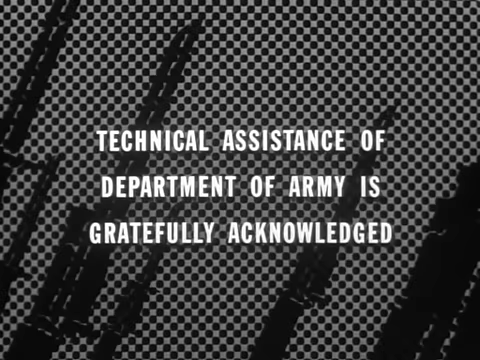 TECHNICAL ASSISTANCE OF
DEPARTMENT OF ARMY IS
GRATEFULLY ACKNOWLEDGED